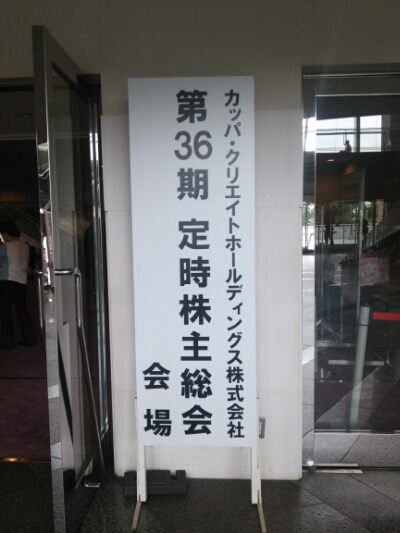 カッパ・クリエイトホールディングス株式会社
第36期 定時株主総会
会場